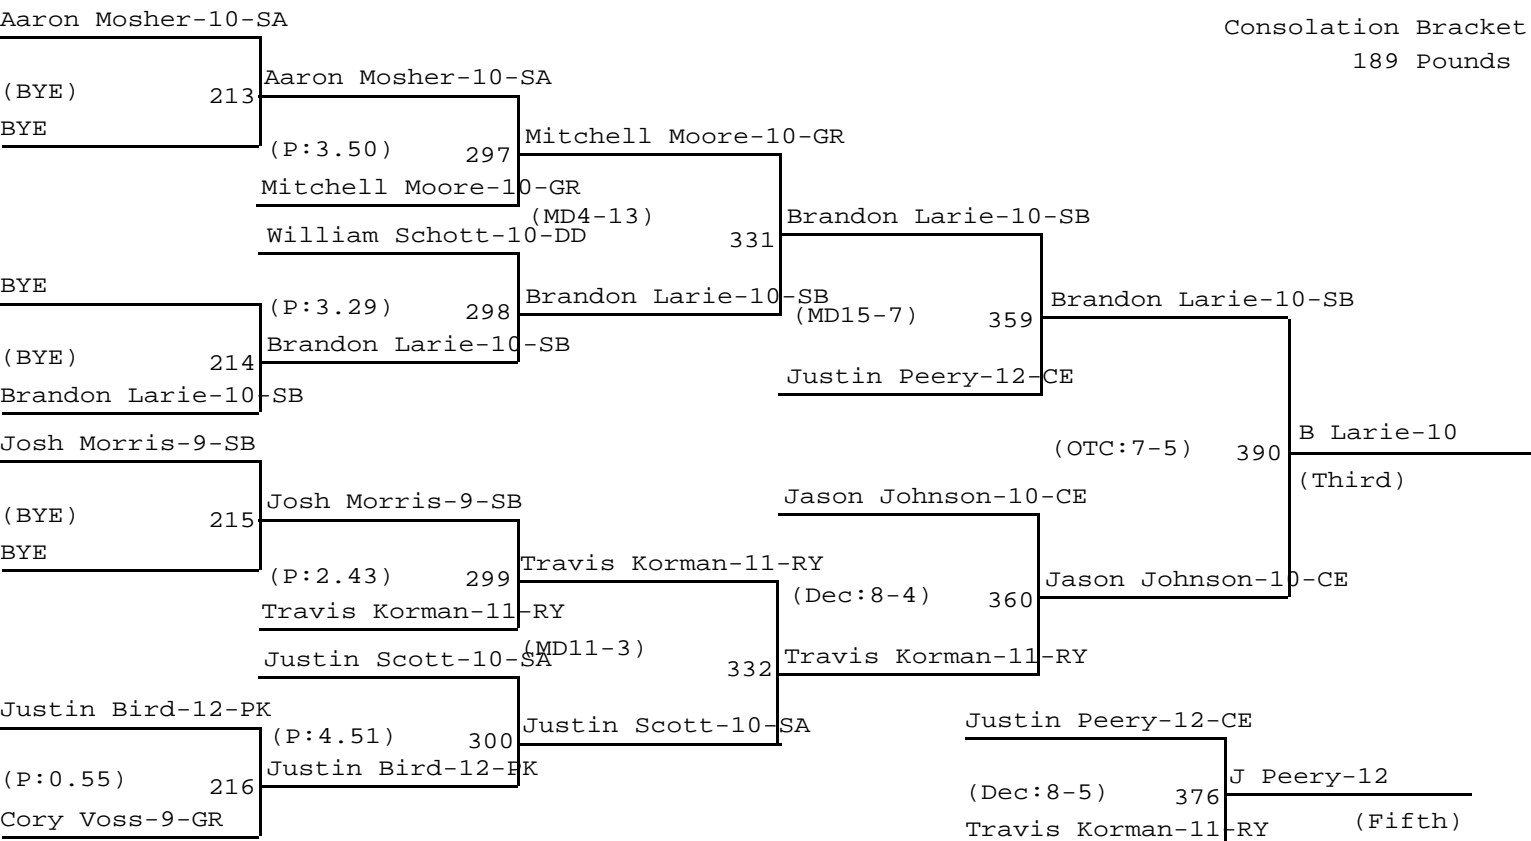 Aaron Mosher-10-SA
Consolation Bracket
189 Pounds
Aaron Mosher-10-SA
(BYE)
213
BYE
Mitchell Moore-10-GR
(P:3.50)
297
Mitchell Moore-10-GR
(MD4-13)
Brandon Larie-10-SB
William Schott-10-DD
331
BYE
Brandon Larie-10-SB
Brandon Larie-10-SB
(P:3.29)
298
(MD15-7)
359
Brandon Larie-10-SB
(BYE)
214
Justin Peery-12-CE
Brandon Larie-10-SB
B Larie-10
Josh Morris-9-SB
(OTC:7-5)
390
(Third)
Josh Morris-9-SB
Jason Johnson-10-CE
(BYE)
215
BYE
Travis Korman-11-RY
(P:2.43)
299
Jason Johnson-10-CE
(Dec:8-4)
360
Travis Korman-11-RY
(MD11-3)
Justin Scott-10-SA
332
Travis Korman-11-RY
Justin Bird-12-PK
Justin Scott-10-SA
Justin Peery-12-CE
(P:4.51)
300
Justin Bird-12-PK
J Peery-12
(P:0.55)
216
(Dec:8-5)
376
Cory Voss-9-GR
Travis Korman-11-RY
(Fifth)